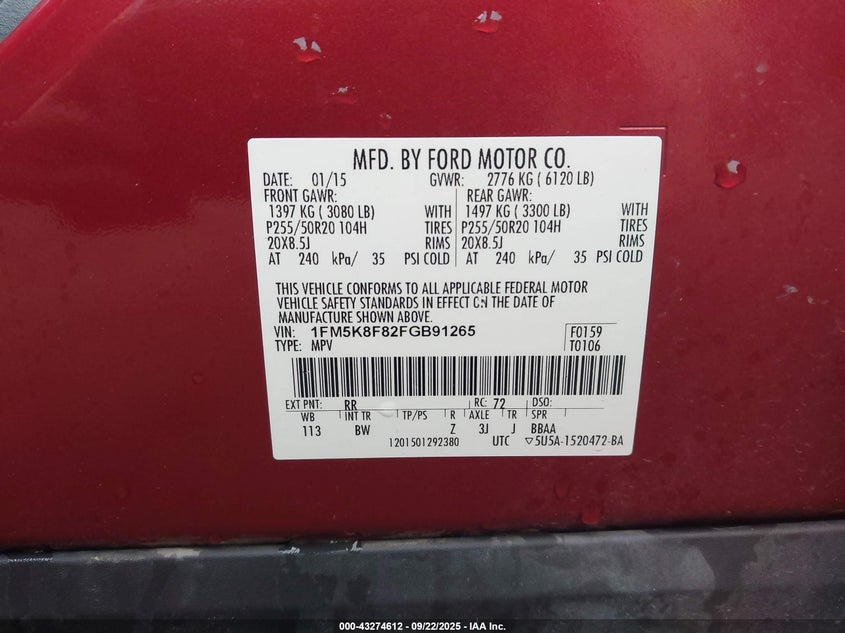 MFD. BY FORD MOTOR CO.
DATE: 01/15 GVWR: 2776 KG ( 6120 LB)
FRONT GAWR: REAR GAWR:
1397 KG ( 3080 LB) WITH 1497 KG ( 3300 LB) WITH
P255/50R20 104H TIRES P255/50R20 104H TIRES
20X8.5J RIMS 20X8.5J RIMS
AT 240 kPa/ 35 PSI COLD AT 240 kPa/ 35 PSI COLD
THIS VEHICLE CONFORMS TO ALL APPLICABLE FEDERAL MOTOR
VEHICLE SAFETY STANDARDS IN EFFECT ON THE DATE OF
MANUFACTURE SHOWN ABOVE.
VIN: 1FM5K8F82FGB91265 F0159
TYPE: MPV T0106
EXT PNT: RR RC: 72 DSO:
WB INT TR TP/PS R AXLE TR SPR
113 BW Z 3J J BBAA
1201501292380 UTC ▽5U5A-1520472-BA
000-43274612 - 09/22/2025 - IAA Inc.